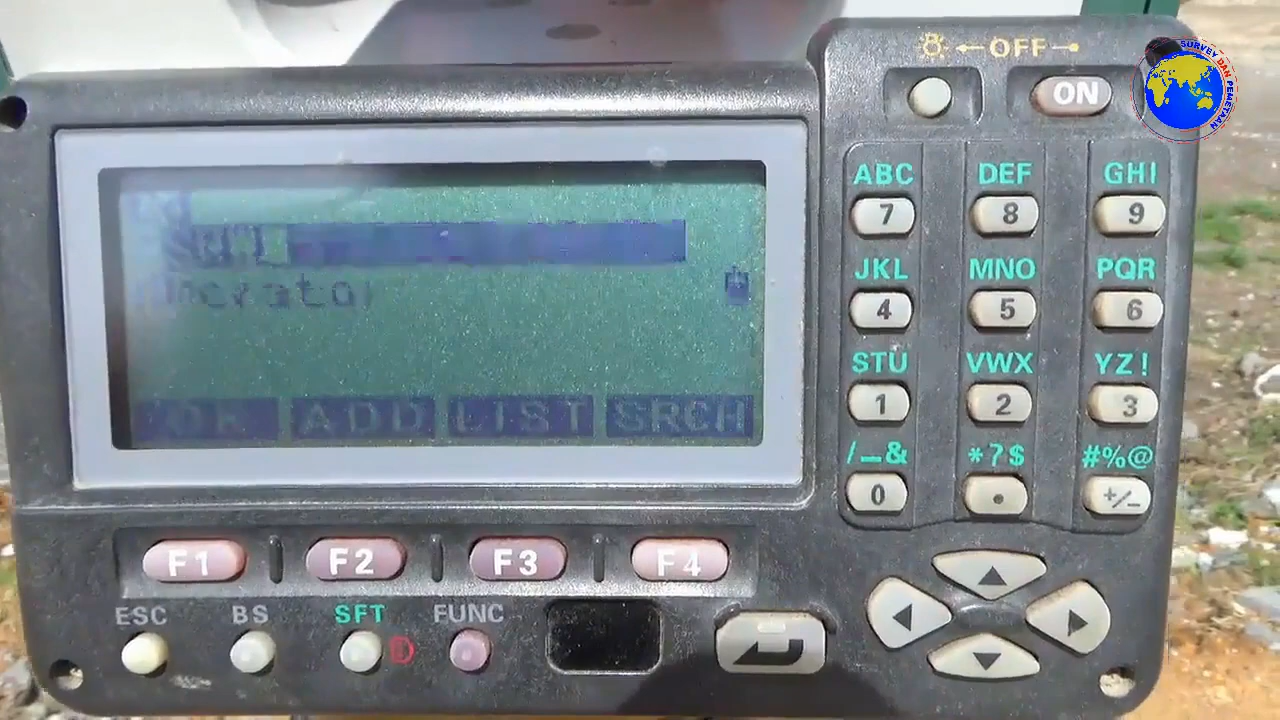 OFF
ON
SURVEY DAN PEMETAAN
ABC DEF GHI
7 8 9
JKL MNO PQR
4 5 6
STU VWX YZ!
1 2 3
/—& *?$ #%@
0 . +/−
OK ADD LIST SRCH
F1 F2 F3 F4
ESC BS SFT FUNC